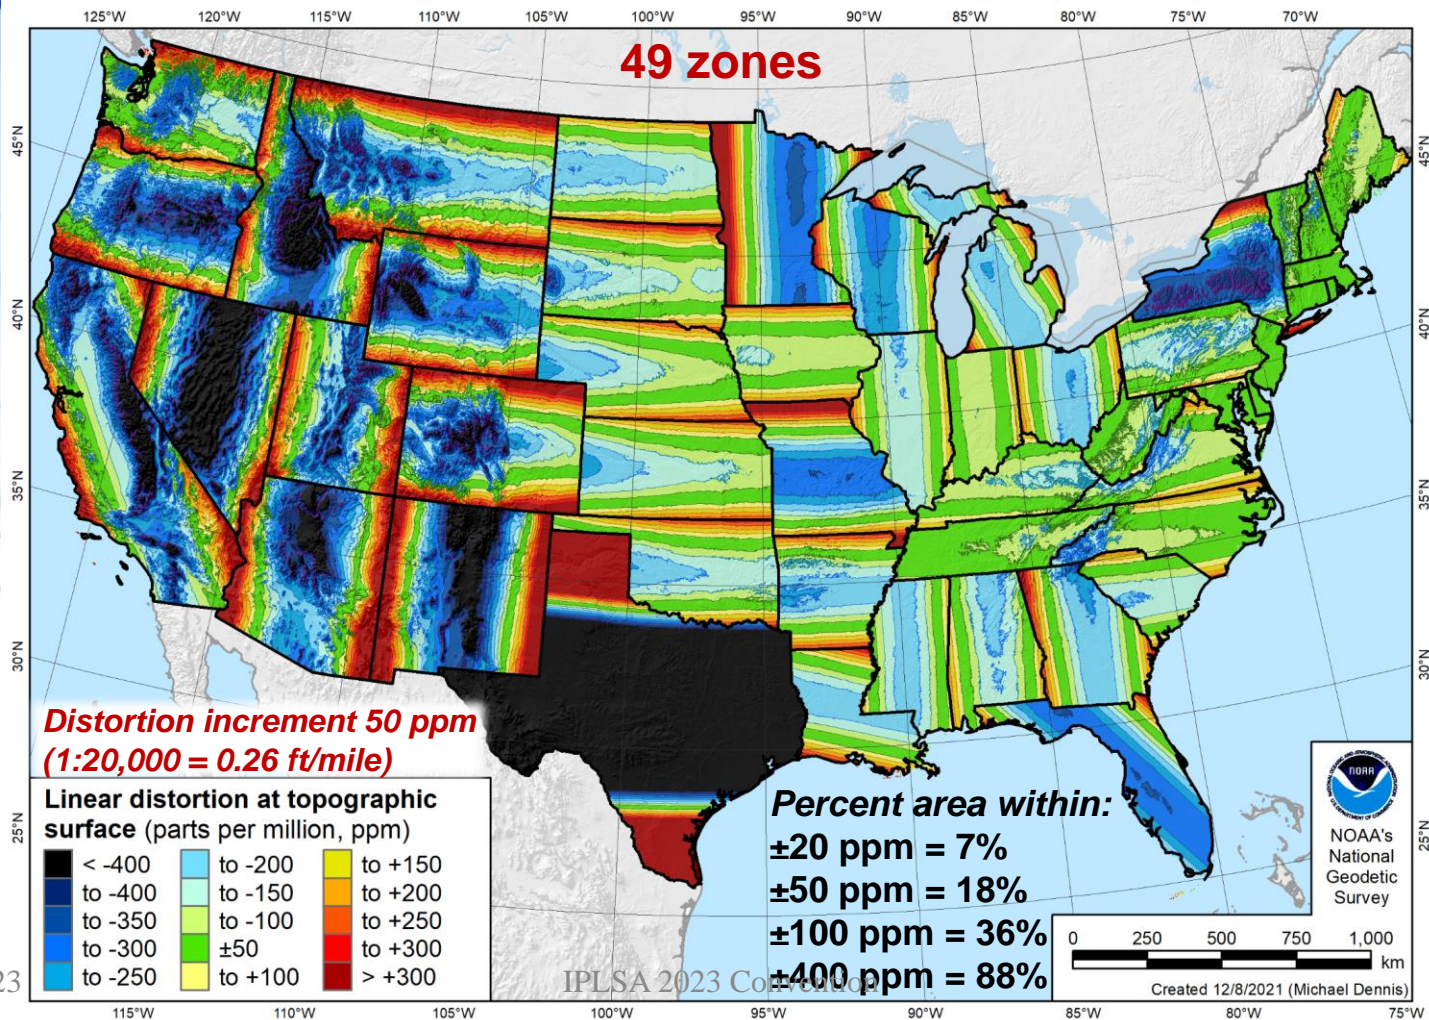 125°W 120°W 115°W 110°W 105°W 100°W 95°W 90°W 85°W 80°W 75°W 70°W
49 zones
45°N
45°N
40°N
40°N
35°N
35°N
30°N
30°N
25°N
25°N
Distortion increment 50 ppm
(1:20,000 = 0.26 ft/mile)
Linear distortion at topographic
surface (parts per million, ppm)
< -400 to -200 to +150
to -400 to -150 to +200
to -350 to -100 to +250
to -300 ±50 to +300
to -250 to +100 > +300
Percent area within:
±20 ppm = 7%
±50 ppm = 18%
±100 ppm = 36%
±400 ppm = 88%
NOAA
NOAA's
National
Geodetic
Survey
0 250 500 750 1,000
km
Created 12/8/2021 (Michael Dennis)
23
IPLSA 2023 Convention
115°W 110°W 105°W 100°W 95°W 90°W 85°W 80°W 75°W